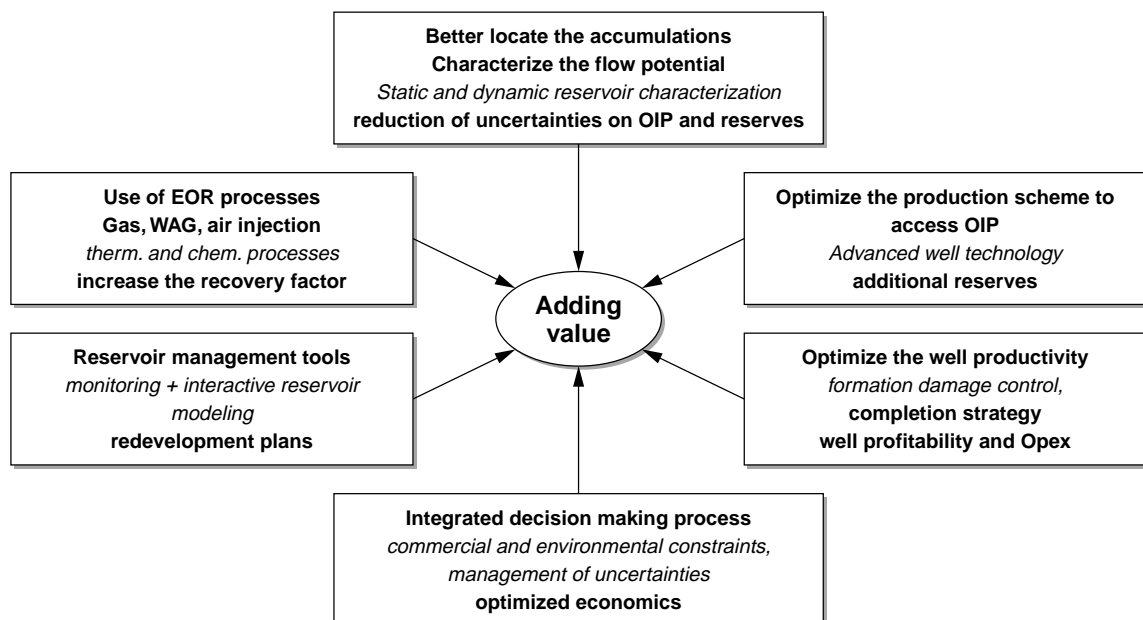 Better locate the accumulations
Characterize the flow potential
Static and dynamic reservoir characterization
reduction of uncertainties on OIP and reserves
Use of EOR processes
Gas, WAG, air injection
therm. and chem. processes
increase the recovery factor
Optimize the production scheme to
access OIP
Advanced well technology
additional reserves
Adding
value
Reservoir management tools
monitoring + interactive reservoir
modeling
redevelopment plans
Optimize the well productivity
formation damage control,
completion strategy
well profitability and Opex
Integrated decision making process
commercial and environmental constraints,
management of uncertainties
optimized economics